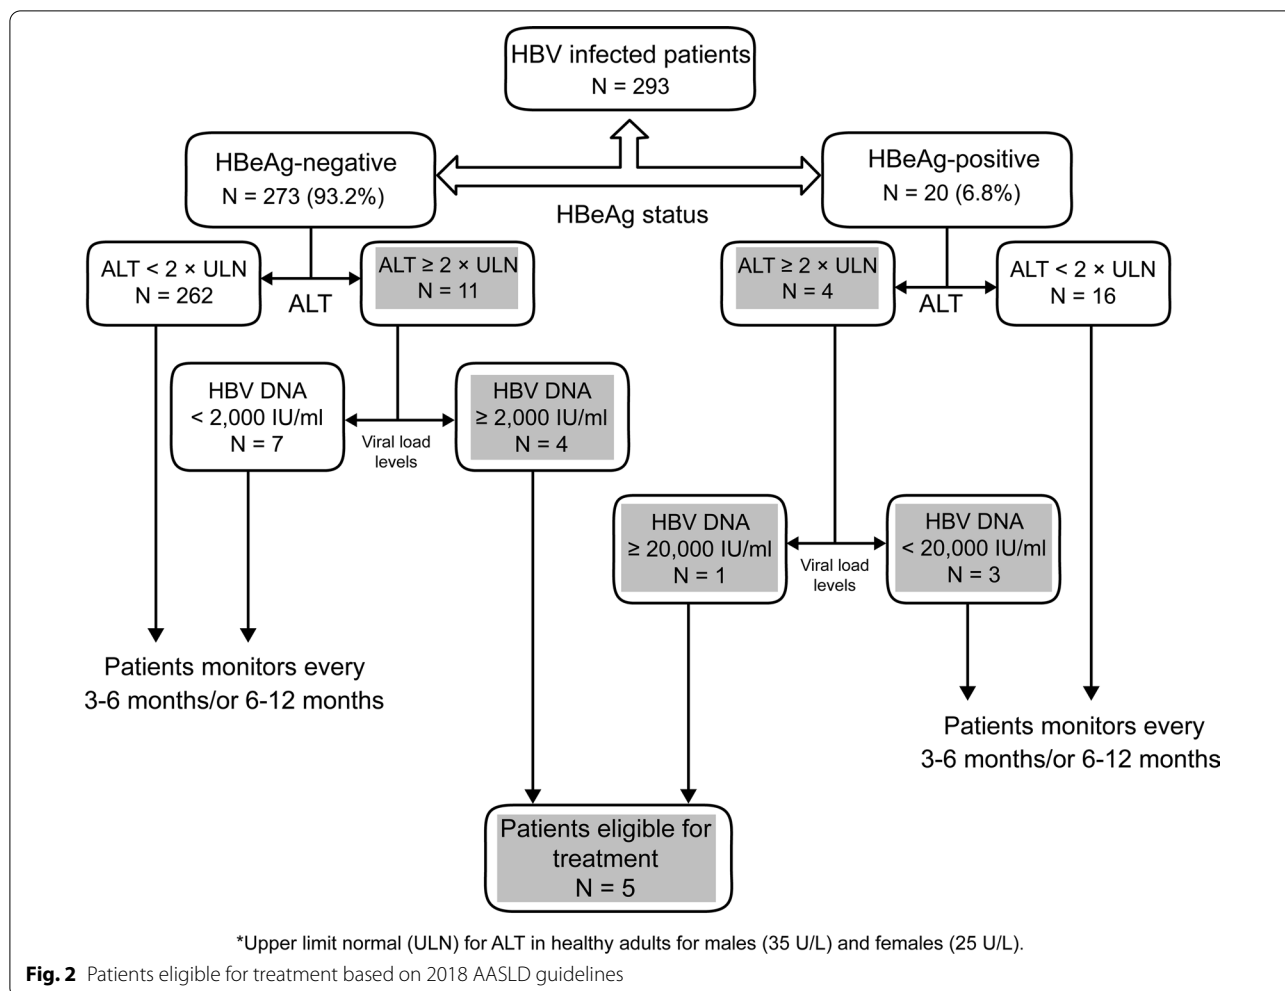 HBV infected patients
N = 293
HBeAg-negative
N = 273 (93.2%)
HBeAg-positive
N = 20 (6.8%)
HBeAg status
ALT < 2 × ULN
N = 262
ALT
ALT ≥ 2 × ULN
N = 11
ALT ≥ 2 × ULN
N = 4
ALT
ALT < 2 × ULN
N = 16
HBV DNA
< 2,000 IU/ml
N = 7
Viral load
levels
HBV DNA
≥ 2,000 IU/ml
N = 4
HBV DNA
≥ 20,000 IU/ml
N = 1
Viral load
levels
HBV DNA
< 20,000 IU/ml
N = 3
Patients monitors every
3-6 months/or 6-12 months
Patients monitors every
3-6 months/or 6-12 months
Patients eligible for
treatment
N = 5
*Upper limit normal (ULN) for ALT in healthy adults for males (35 U/L) and females (25 U/L).
Fig. 2 Patients eligible for treatment based on 2018 AASLD guidelines